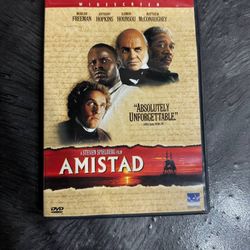 WIDESCREEN
MORGAN FREEMAN
ANTHONY HOPKINS
DJIMON HOUNSOU
MATTHEW McCONAUGHEY
"ABSOLUTELY
UNFORGETTABLE."
A STEVEN SPIELBERG FILM
AMISTAD
DVD